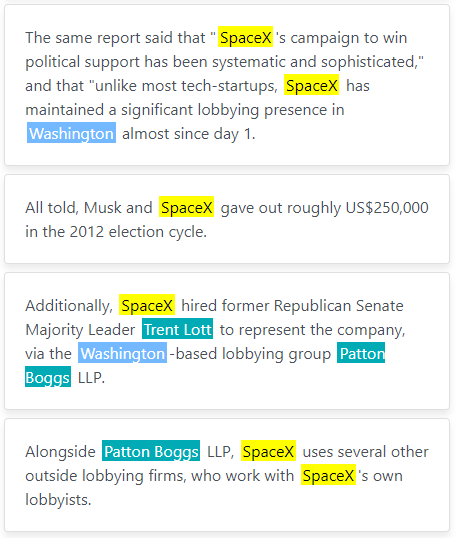 The same report said that "SpaceX's campaign to win
political support has been systematic and sophisticated,"
and that "unlike most tech-startups, SpaceX has
maintained a significant lobbying presence in
Washington almost since day 1.
All told, Musk and SpaceX gave out roughly US$250,000
in the 2012 election cycle.
Additionally, SpaceX hired former Republican Senate
Majority Leader Trent Lott to represent the company,
via the Washington-based lobbying group Patton
Boggs LLP.
Alongside Patton Boggs LLP, SpaceX uses several other
outside lobbying firms, who work with SpaceX's own
lobbyists.